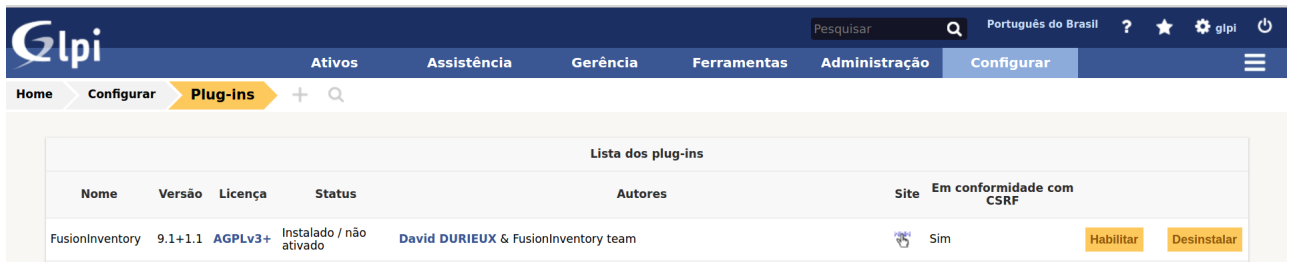 Glpi
Pesquisar
Português do Brasil
?
glpi
Ativos Assistência Gerência Ferramentas Administração Configurar
Home Configurar Plug-ins
Lista dos plug-ins
Nome Versão Licença Status Autores Site Em conformidade com
CSRF
FusionInventory 9.1+1.1 AGPLv3+ Instalado / não
ativado
David DURIEUX & FusionInventory team
Sim
Habilitar
Desinstalar